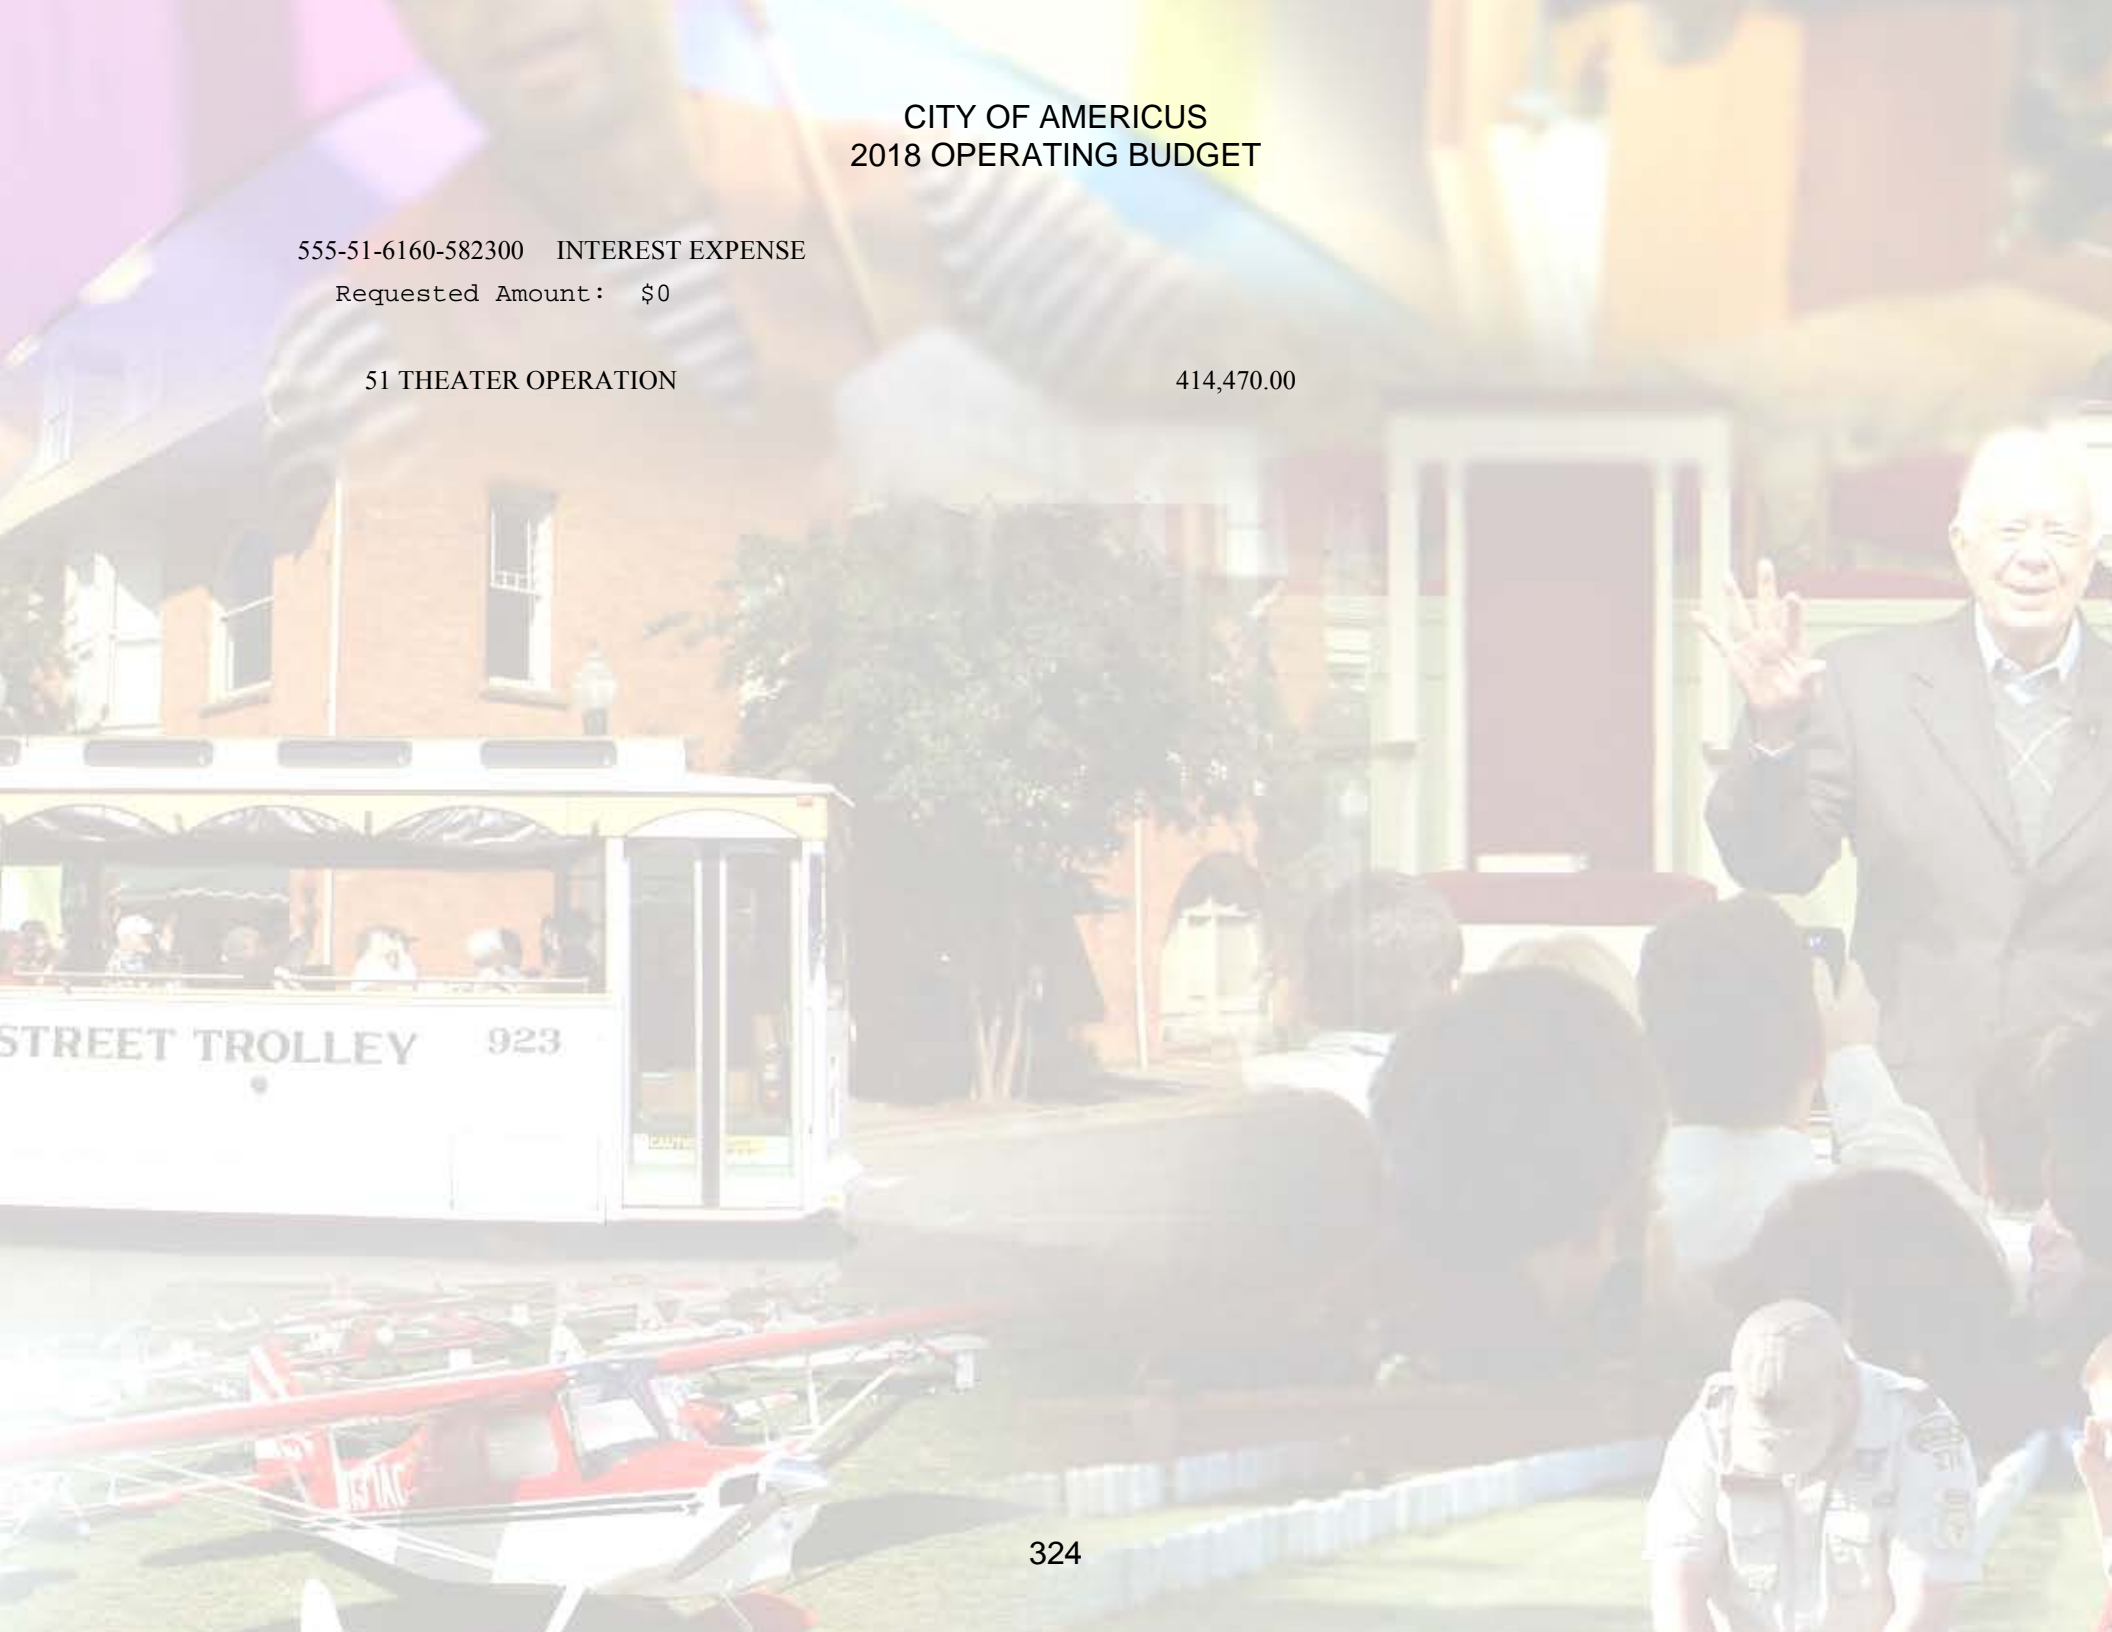 CITY OF AMERICUS
2018 OPERATING BUDGET
555-51-6160-582300 INTEREST EXPENSE
Requested Amount: $0
51 THEATER OPERATION 414,470.00
STREET TROLLEY 923
324